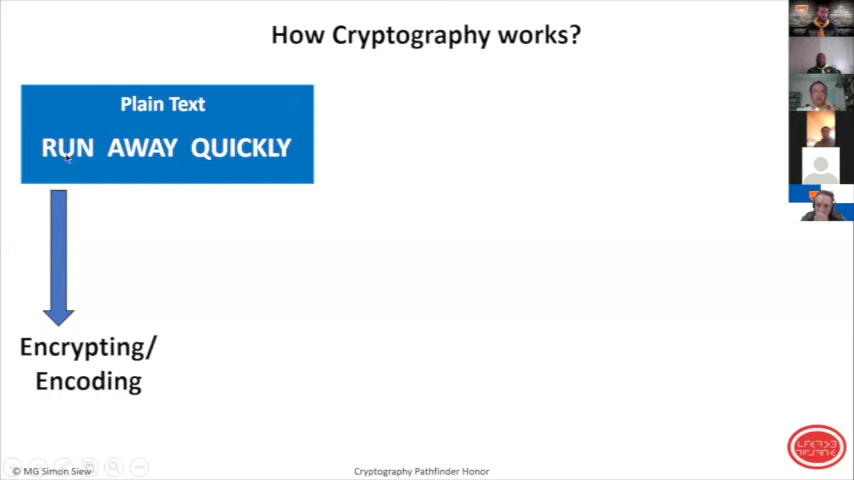 How Cryptography works?
Plain Text
RUN AWAY QUICKLY
Encrypting/
Encoding
© MG Simon Siew
Cryptography Pathfinder Honor